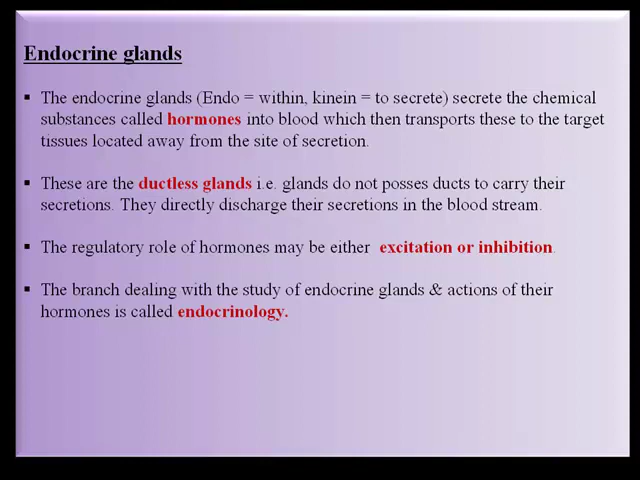 Endocrine glands
▪ The endocrine glands (Endo = within, kinein = to secrete) secrete the chemical
substances called hormones into blood which then transports these to the target
tissues located away from the site of secretion.
▪ These are the ductless glands i.e. glands do not posses ducts to carry their
secretions. They directly discharge their secretions in the blood stream.
▪ The regulatory role of hormones may be either excitation or inhibition.
▪ The branch dealing with the study of endocrine glands & actions of their
hormones is called endocrinology.